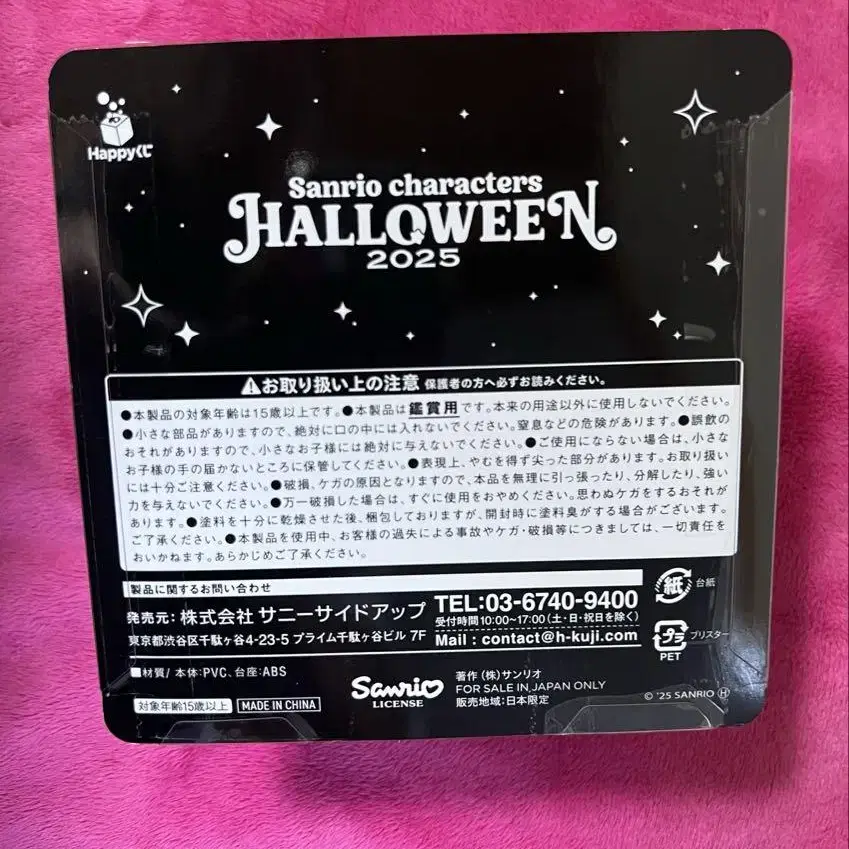 Happyくじ
Sanrio characters
HALLOWEEN
2025
⚠お取り扱い上の注意 保護者の方へ必ずお読みください。
●本製品の対象年齢は15歳以上です。●本製品は鑑賞用です。本来の用途以外に使用しないでください。
●小さな部品がありますので、絶対に口の中には入れないでください。窒息などの危険があります。●誤飲の
おそれがありますので、小さなお子様には絶対に与えないでください。●ご使用にならない場合は、小さな
お子様の手の届かないところに保管してください。●表現上、やむを得ず尖った部分があります。お取り扱い
には十分ご注意ください。●破損、ケガの原因となりますので、本品を無理に引っ張ったり、分解したり、強い
力を与えないでください。●万一破損した場合は、すぐに使用をおやめください。思わぬケガをするおそれが
あります。●塗料を十分に乾燥させた後、梱包しておりますが、開封時に塗料臭がする場合がございます。
ご了承ください。●本製品を使用中、お客様の過失による事故やケガ・破損等につきましては、一切責任を
おいかねます。あらかじめご了承ください。
製品に関するお問い合わせ
発売元: 株式会社 サニーサイドアップ
東京都渋谷区千駄ヶ谷4-23-5 プライム千駄ヶ谷ビル 7F
TEL:03-6740-9400
受付時間10:00~17:00(土・日・祝日を除く)
Mail : contact@h-kuji.com
紙 台紙
プラ ブリスター
PET
■材質/ 本体:PVC、台座:ABS
対象年齢15歳以上 MADE IN CHINA
Sanrio
LICENSE
著作 (株)サンリオ
FOR SALE IN JAPAN ONLY
販売地域:日本限定
© '25 SANRIO Ⓗ